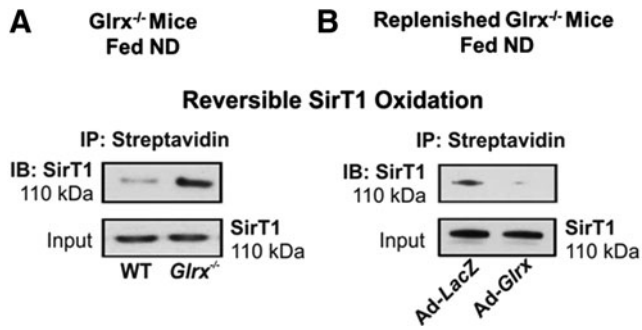 A
Glrx-/- Mice
Fed ND
B
Replenished Glrx-/- Mice
Fed ND
Reversible SirT1 Oxidation
IP: Streptavidin
IB: SirT1
110 kDa
Input
SirT1
110 kDa
WT
Glrx-/-
IP: Streptavidin
IB: SirT1
110 kDa
Input
SirT1
110 kDa
Ad-LacZ
Ad-Glrx